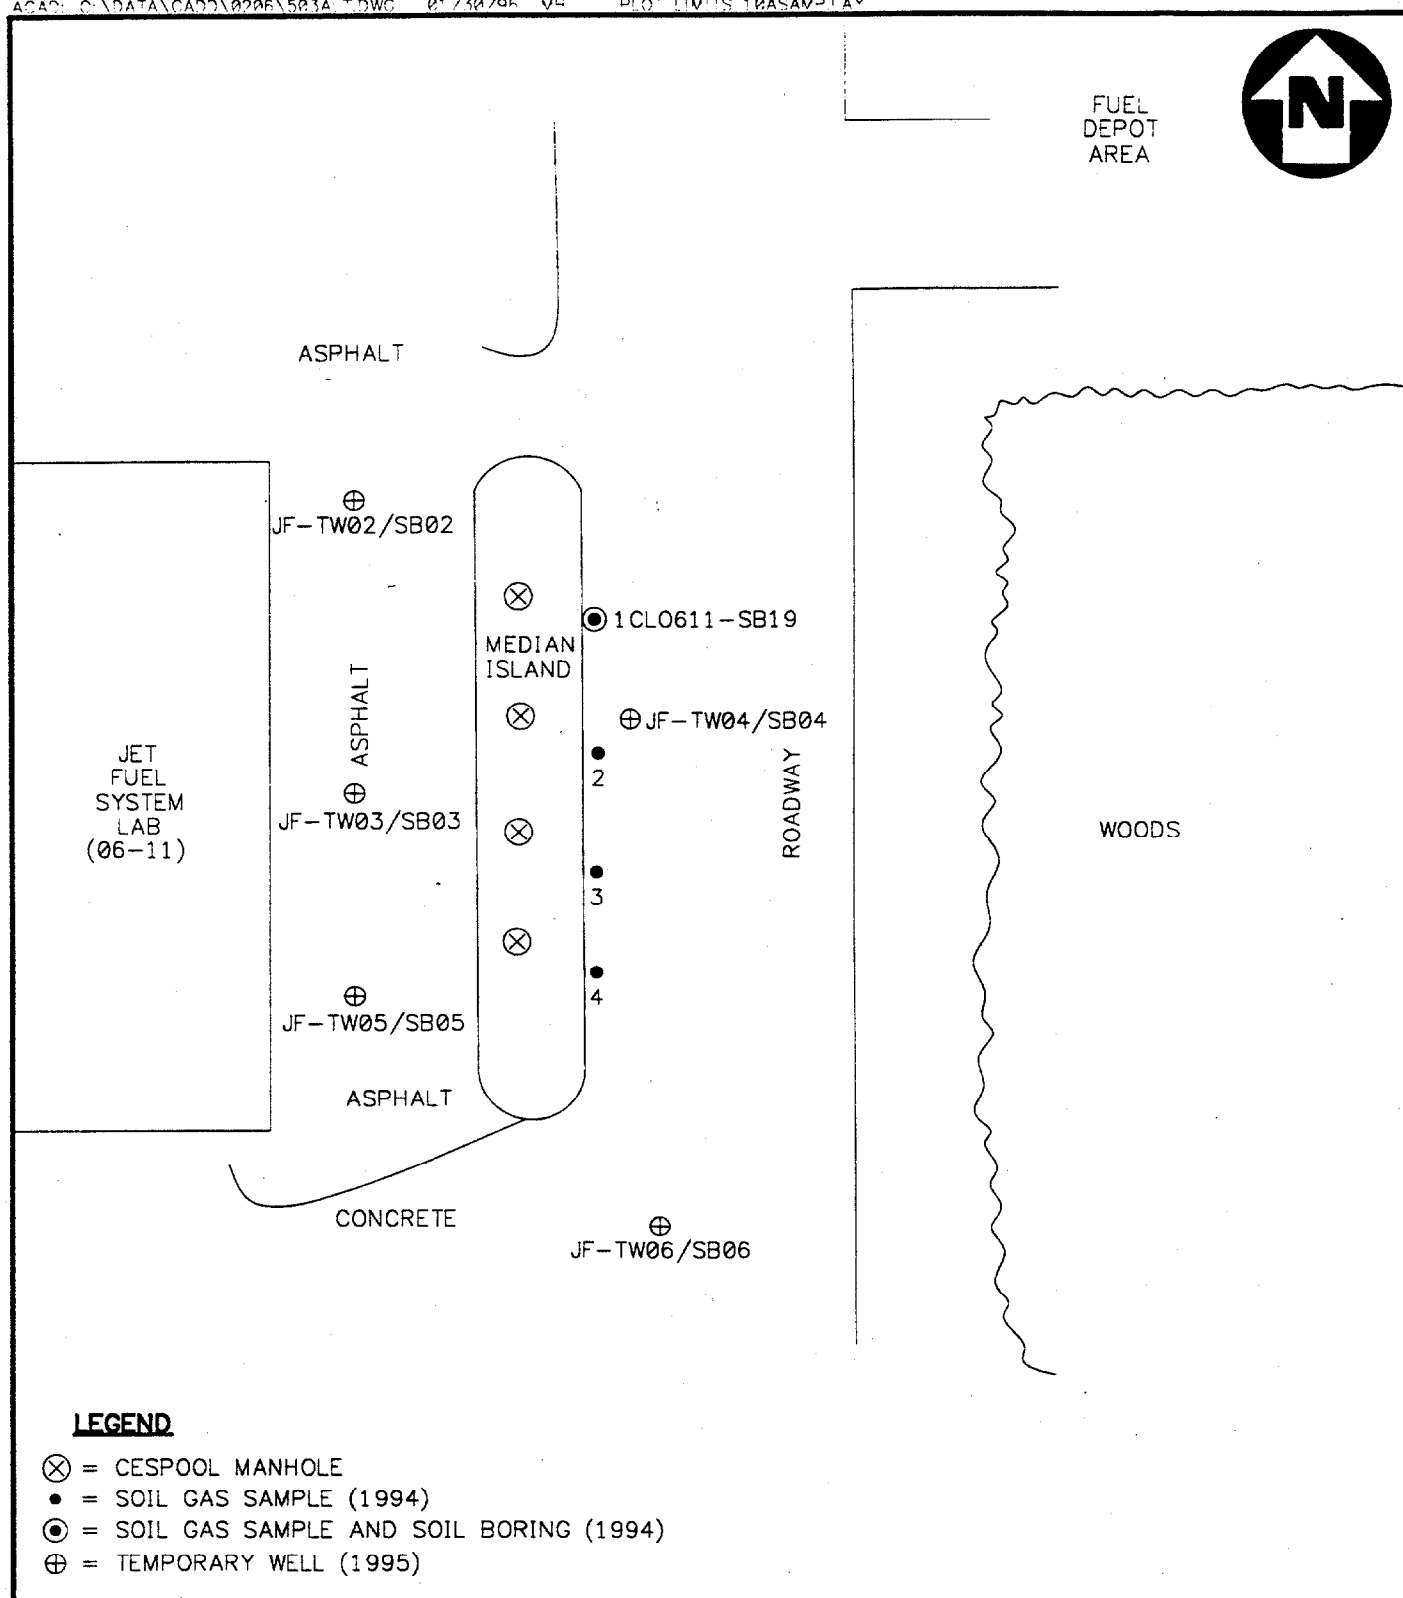 N
FUEL
DEPOT
AREA
ASPHALT
JF-TW02/SB02
1CLO611-SB19
MEDIAN
ISLAND
ASPHALT
JF-TW04/SB04
JET
FUEL
SYSTEM
LAB
(06-11)
2
ROADWAY
JF-TW03/SB03
WOODS
3
4
JF-TW05/SB05
ASPHALT
CONCRETE
JF-TW06/SB06
LEGEND
= CESPOOL MANHOLE
= SOIL GAS SAMPLE (1994)
= SOIL GAS SAMPLE AND SOIL BORING (1994)
= TEMPORARY WELL (1995)